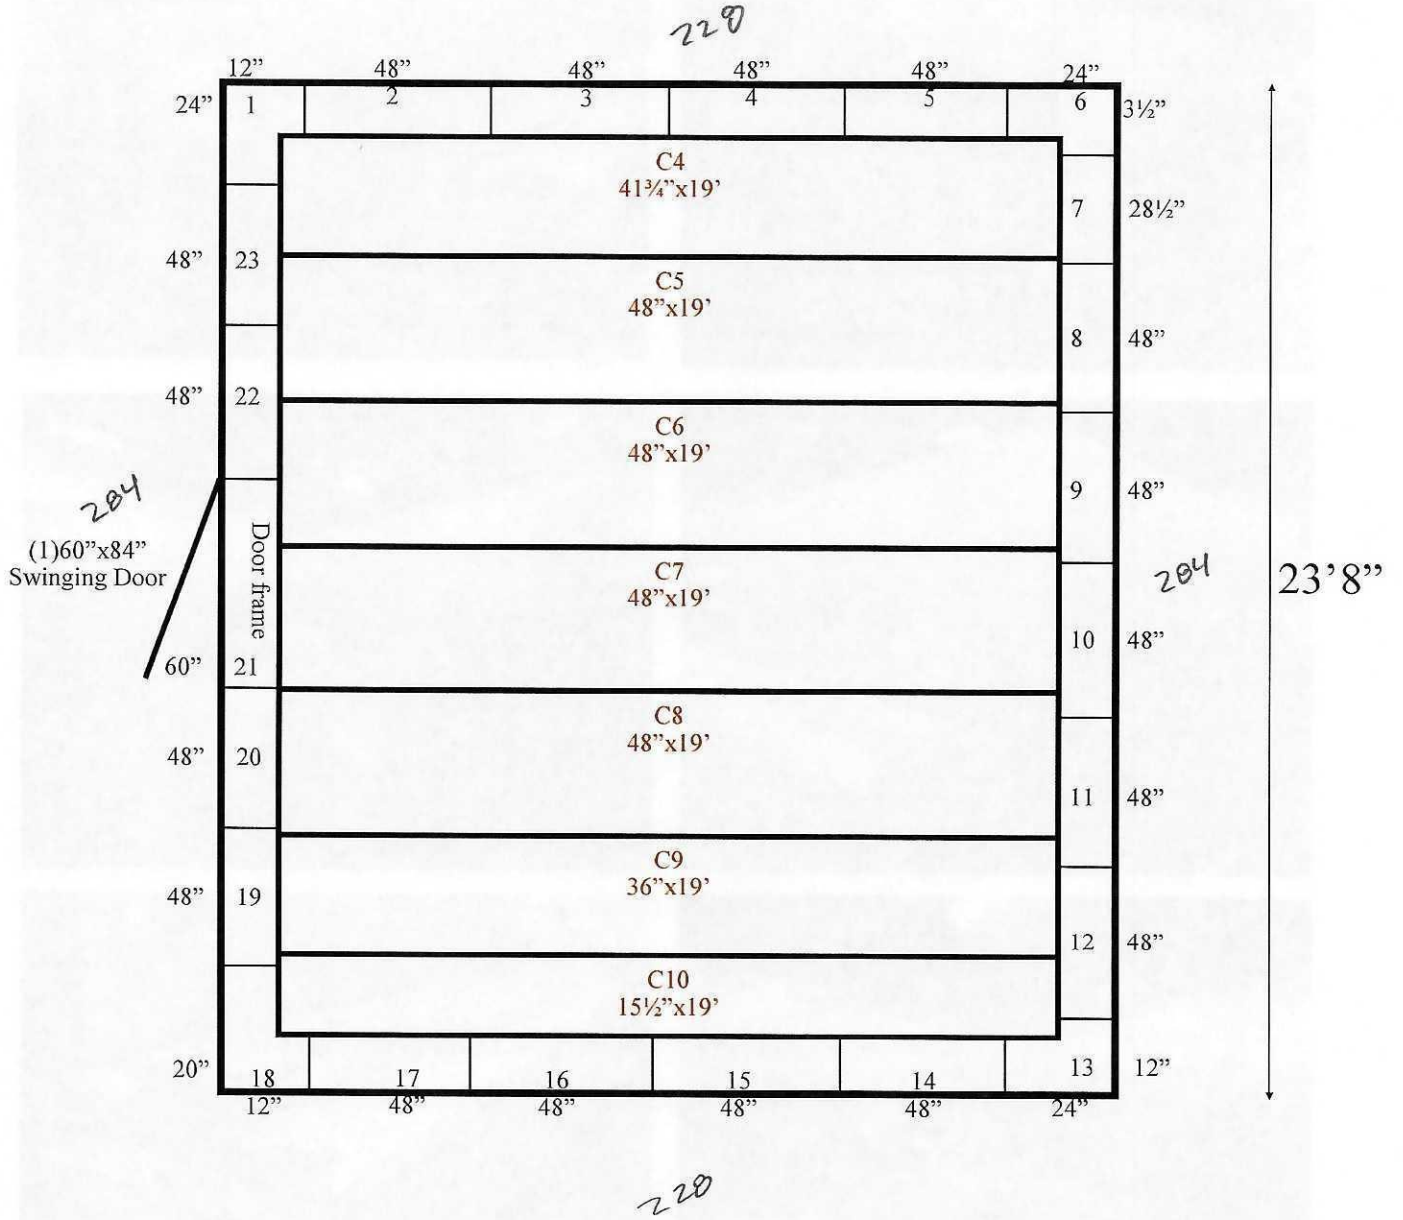 228
12” 48” 48” 48” 48” 24”
24” 1 2 3 4 5 6 3½”
C4
41¾”x19’
7 28½”
48” 23
C5
48”x19’
8 48”
48” 22
C6
48”x19’
9 48”
284
(1)60”x84”
Swinging Door
Door frame
C7
48”x19’
284
23’8”
10 48”
60” 21
C8
48”x19’
48” 20
11 48”
C9
36”x19’
48” 19
12 48”
C10
15½”x19’
20” 18 17 16 15 14 13 12”
12” 48” 48” 48” 48” 24”
228